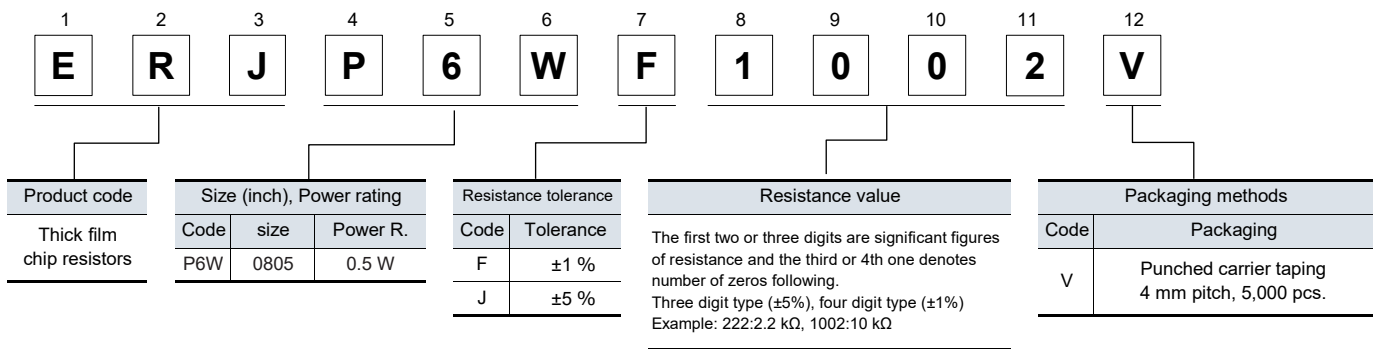 1 2 3 4 5 6 7 8 9 10 11 12
E R J P 6 W F 1 0 0 2 V
Product code
Thick film
chip resistors
Size (inch), Power rating
Code size Power R.
P6W 0805 0.5 W
Resistance tolerance
Code Tolerance
F ±1 %
J ±5 %
Resistance value
The first two or three digits are significant figures
of resistance and the third or 4th one denotes
number of zeros following.
Three digit type (±5%), four digit type (±1%)
Example: 222:2.2 kΩ, 1002:10 kΩ
Packaging methods
Code Packaging
V Punched carrier taping
4 mm pitch, 5,000 pcs.